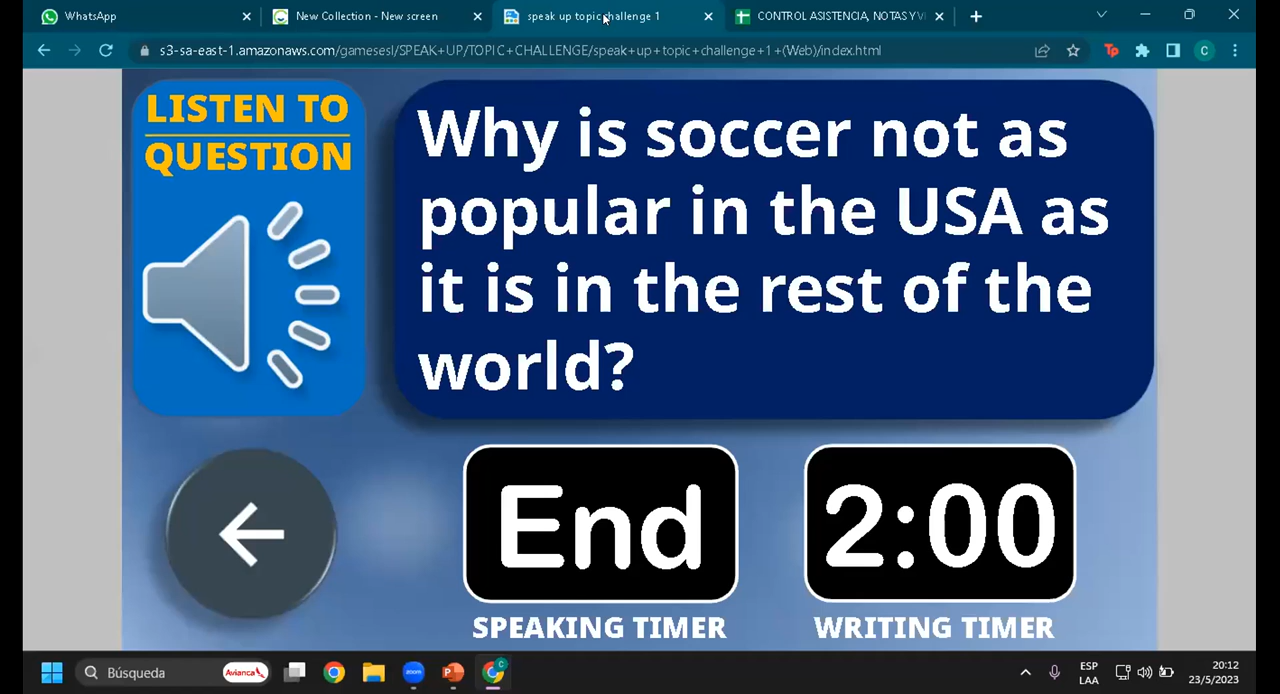 WhatsApp
New Collection - New screen
speak up topic challenge 1
CONTROL ASISTENCIA, NOTAS Y VI
s3-sa-east-1.amazonaws.com/gamesesl/SPEAK+UP/TOPIC+CHALLENGE/speak+up+topic+challenge+1+(Web)/index.html
Tp
C
LISTEN TO
QUESTION
Why is soccer not as
popular in the USA as
it is in the rest of the
world?
End
2:00
SPEAKING TIMER
WRITING TIMER
Búsqueda
Avianca
zoom
P
C
ESP
LAA
20:12
23/5/2023